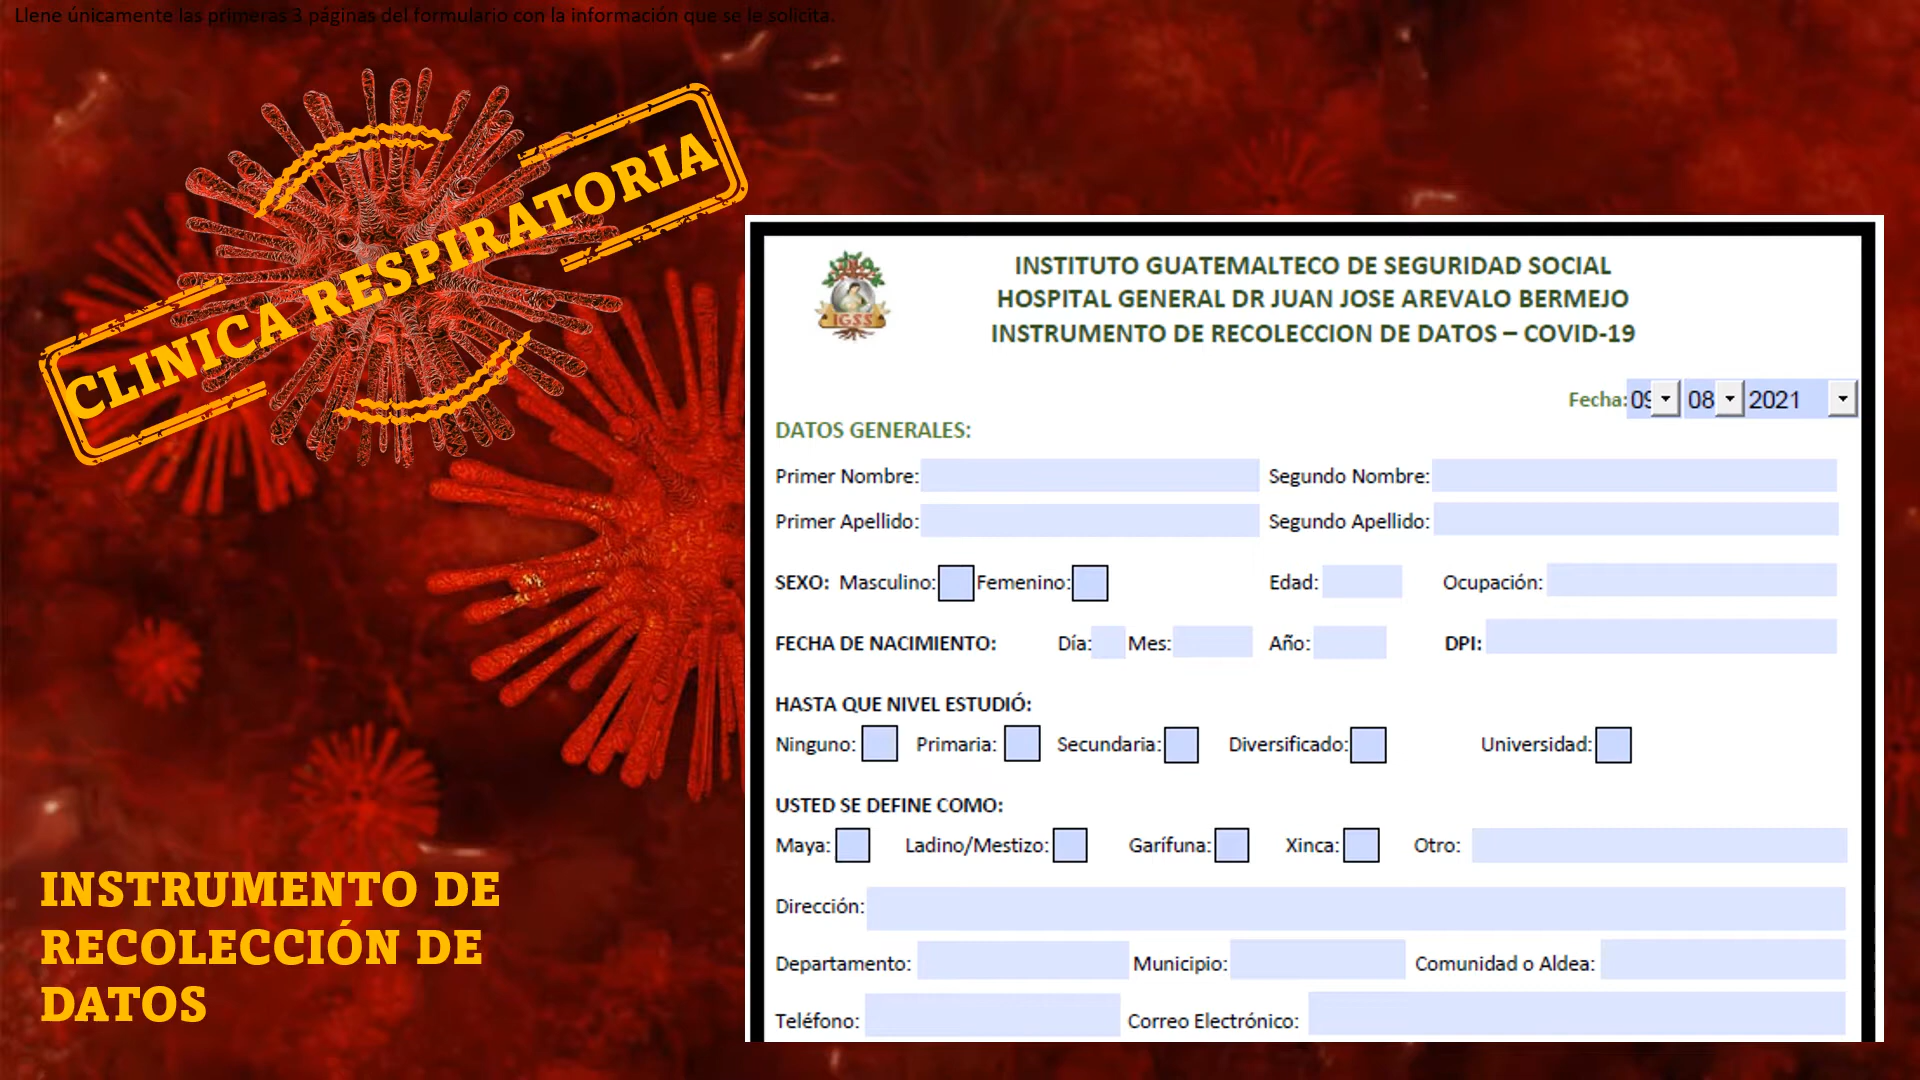 Llene únicamente las primeras 3 páginas del formulario con la información que se le solicita.
CLINICA RESPIRATORIA
INSTRUMENTO DE
RECOLECCIÓN DE
DATOS
IGSS
INSTITUTO GUATEMALTECO DE SEGURIDAD SOCIAL
HOSPITAL GENERAL DR JUAN JOSE AREVALO BERMEJO
INSTRUMENTO DE RECOLECCION DE DATOS – COVID-19
Fecha: 09 08 2021
DATOS GENERALES:
Primer Nombre: Segundo Nombre:
Primer Apellido: Segundo Apellido:
SEXO: Masculino: Femenino: Edad: Ocupación:
FECHA DE NACIMIENTO: Día: Mes: Año: DPI:
HASTA QUE NIVEL ESTUDIÓ:
Ninguno: Primaria: Secundaria: Diversificado: Universidad:
USTED SE DEFINE COMO:
Maya: Ladino/Mestizo: Garífuna: Xinca: Otro:
Dirección:
Departamento: Municipio: Comunidad o Aldea:
Teléfono: Correo Electrónico: